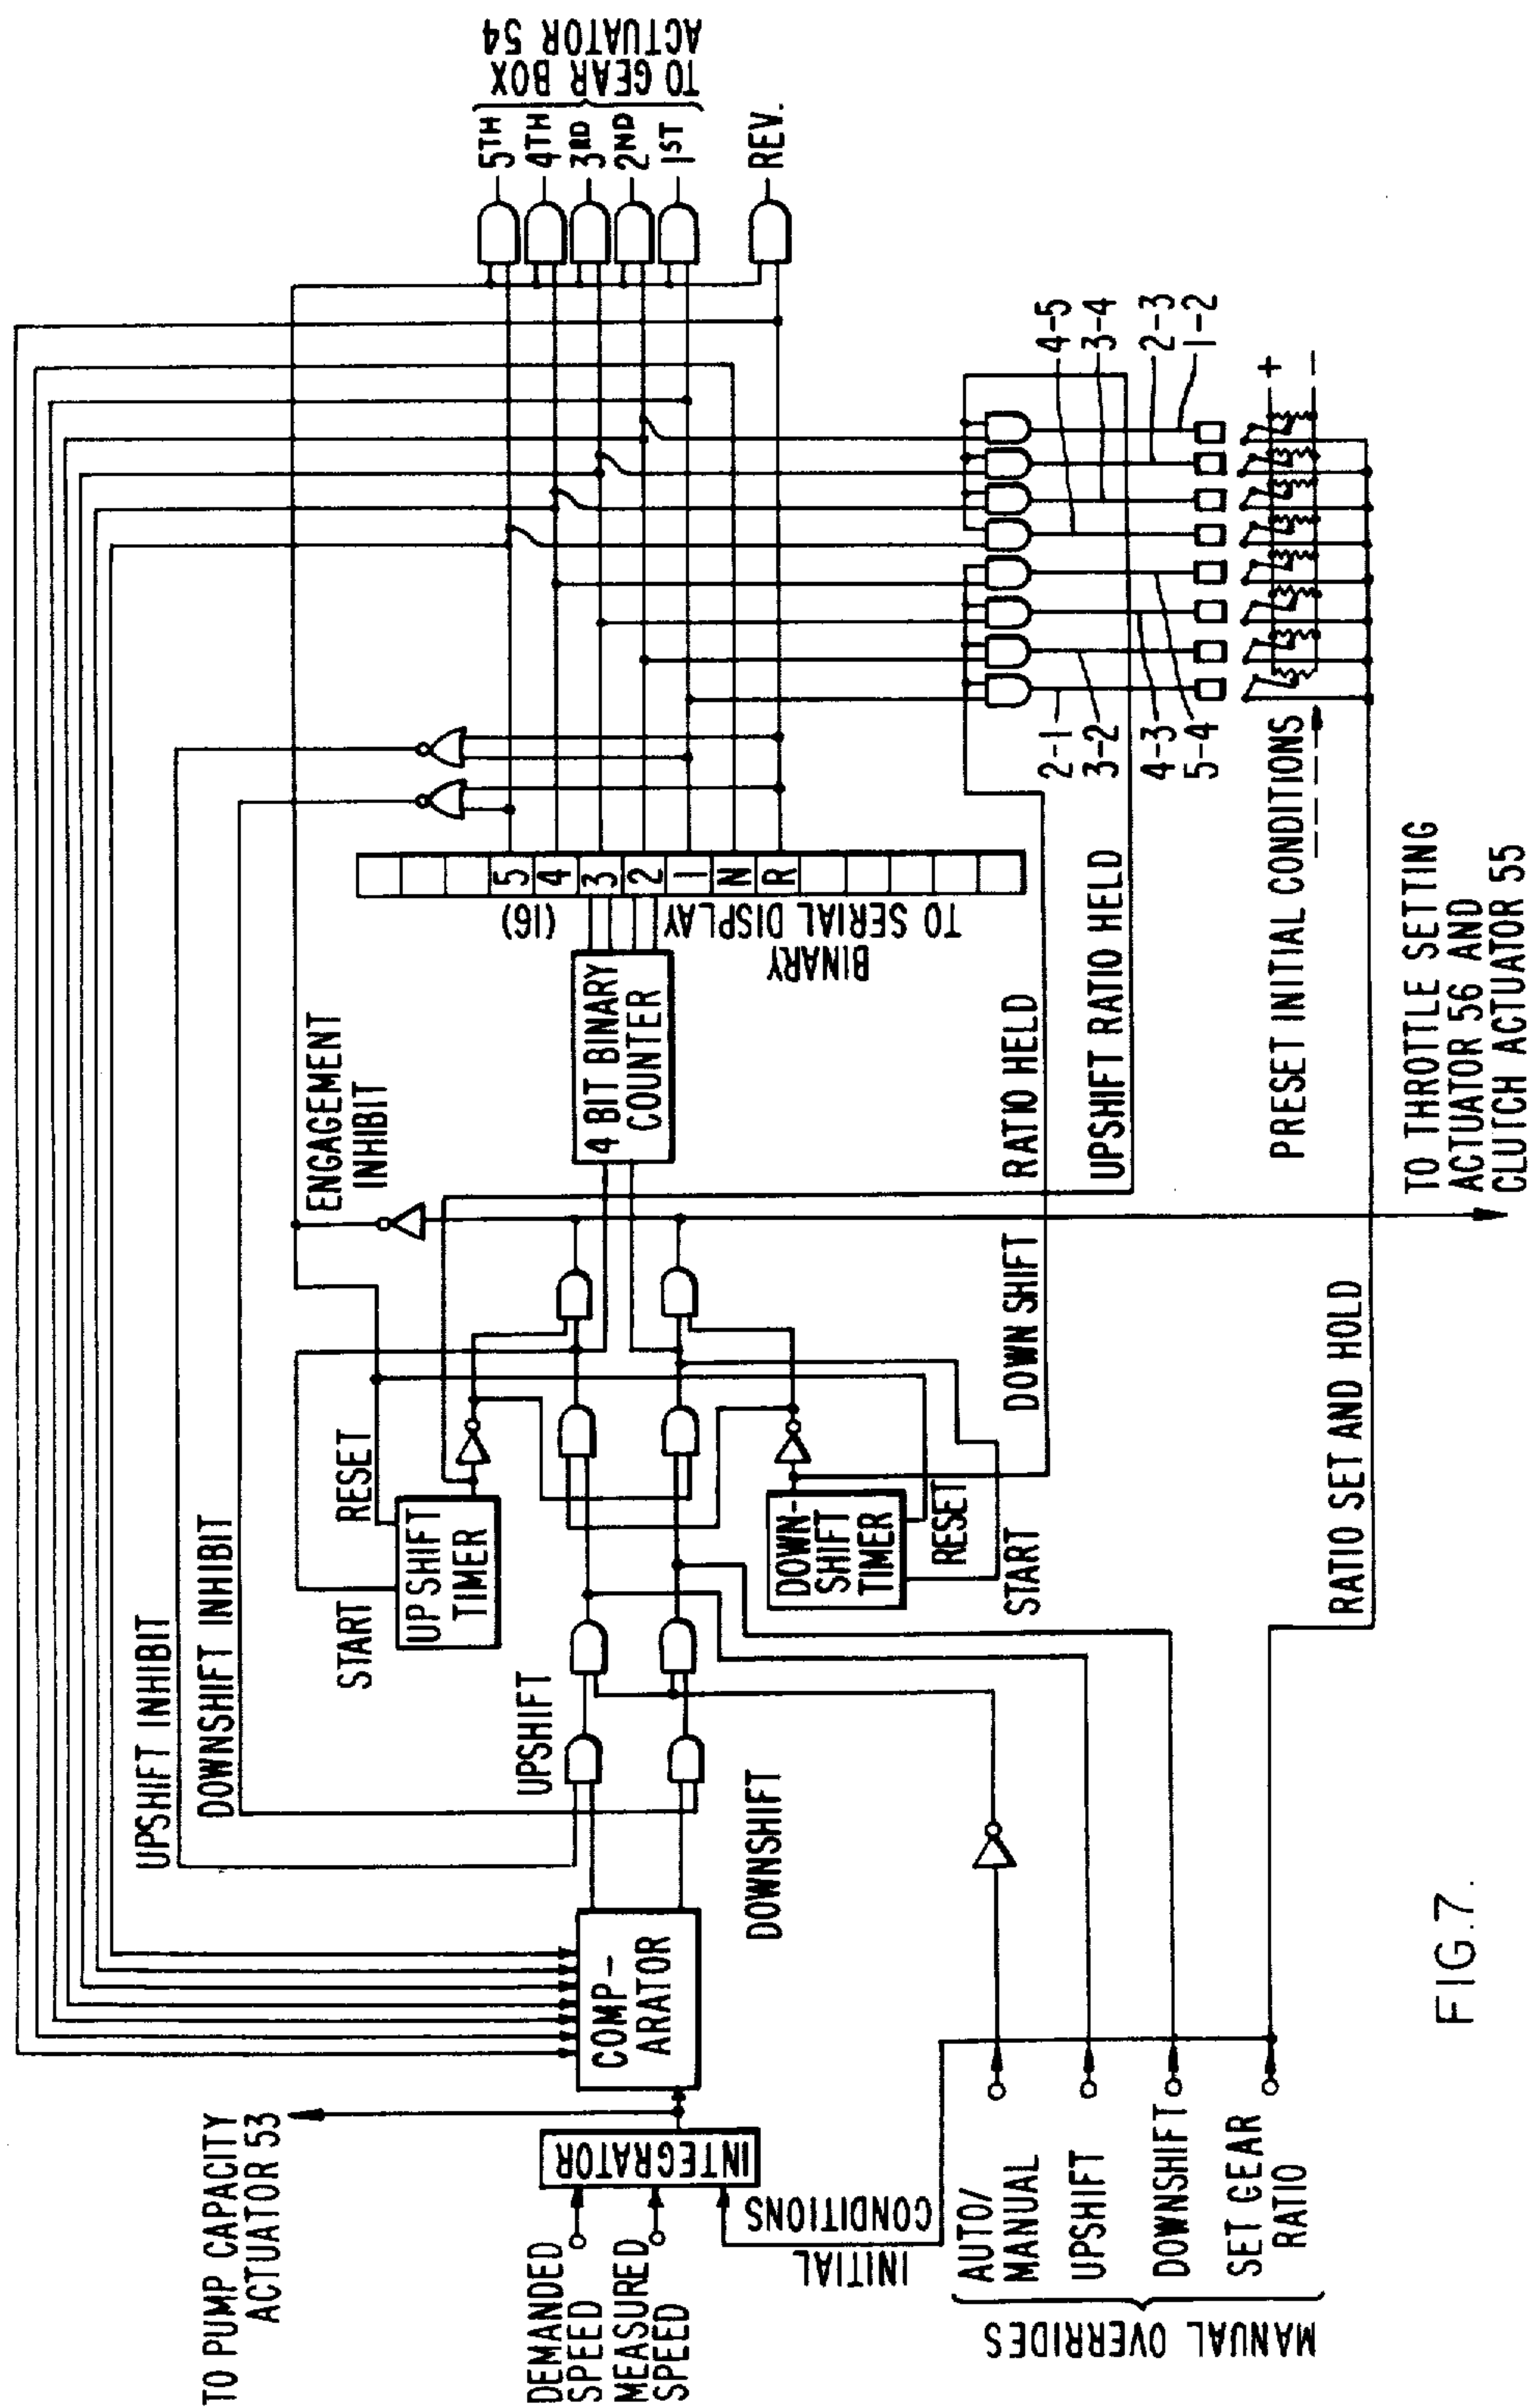 TO PUMP CAPACITY
ACTUATOR 53
DEMANDED
SPEED
MEASURED
SPEED
INTEGRATOR
INITIAL
CONDITIONS
MANUAL OVERRIDES
AUTO/
MANUAL
UPSHIFT
DOWNSHIFT
SET GEAR
RATIO
COMP-
ARATOR
UPSHIFT INHIBIT
DOWNSHIFT INHIBIT
UPSHIFT
DOWNSHIFT
START
RESET
UPSHIFT
TIMER
DOWN-
SHIFT
TIMER
RESET
START
ENGAGEMENT
INHIBIT
4 BIT BINARY
COUNTER
BINARY
TO SERIAL DISPLAY
(16)
5
4
3
2
1
N
R
DOWN SHIFT RATIO HELD
UPSHIFT RATIO HELD
RATIO SET AND HOLD
PRESET INITIAL CONDITIONS
2-1
3-2
4-3
5-4
4-5
3-4
2-3
1-2
+
-
5TH
4TH
3RD
2ND
1ST
REV.
TO GEAR BOX
ACTUATOR 54
TO THROTTLE SETTING
ACTUATOR 56 AND
CLUTCH ACTUATOR 55
FIG.7.